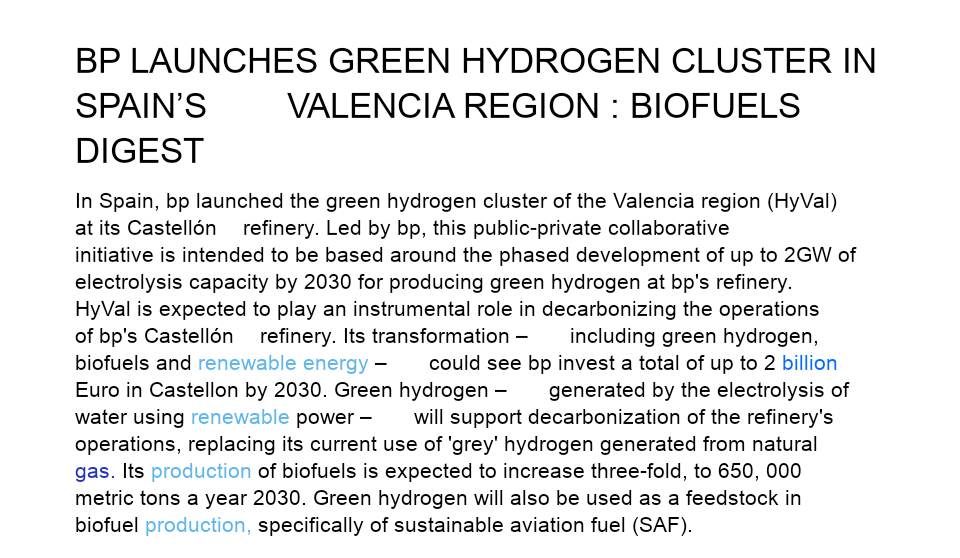 BP LAUNCHES GREEN HYDROGEN CLUSTER IN
SPAIN’S VALENCIA REGION : BIOFUELS
DIGEST
In Spain, bp launched the green hydrogen cluster of the Valencia region (HyVal)
at its Castellón refinery. Led by bp, this public-private collaborative
initiative is intended to be based around the phased development of up to 2GW of
electrolysis capacity by 2030 for producing green hydrogen at bp's refinery.
HyVal is expected to play an instrumental role in decarbonizing the operations
of bp's Castellón refinery. Its transformation – including green hydrogen,
biofuels and renewable energy – could see bp invest a total of up to 2 billion
Euro in Castellon by 2030. Green hydrogen – generated by the electrolysis of
water using renewable power – will support decarbonization of the refinery's
operations, replacing its current use of 'grey' hydrogen generated from natural
gas. Its production of biofuels is expected to increase three-fold, to 650, 000
metric tons a year 2030. Green hydrogen will also be used as a feedstock in
biofuel production, specifically of sustainable aviation fuel (SAF).